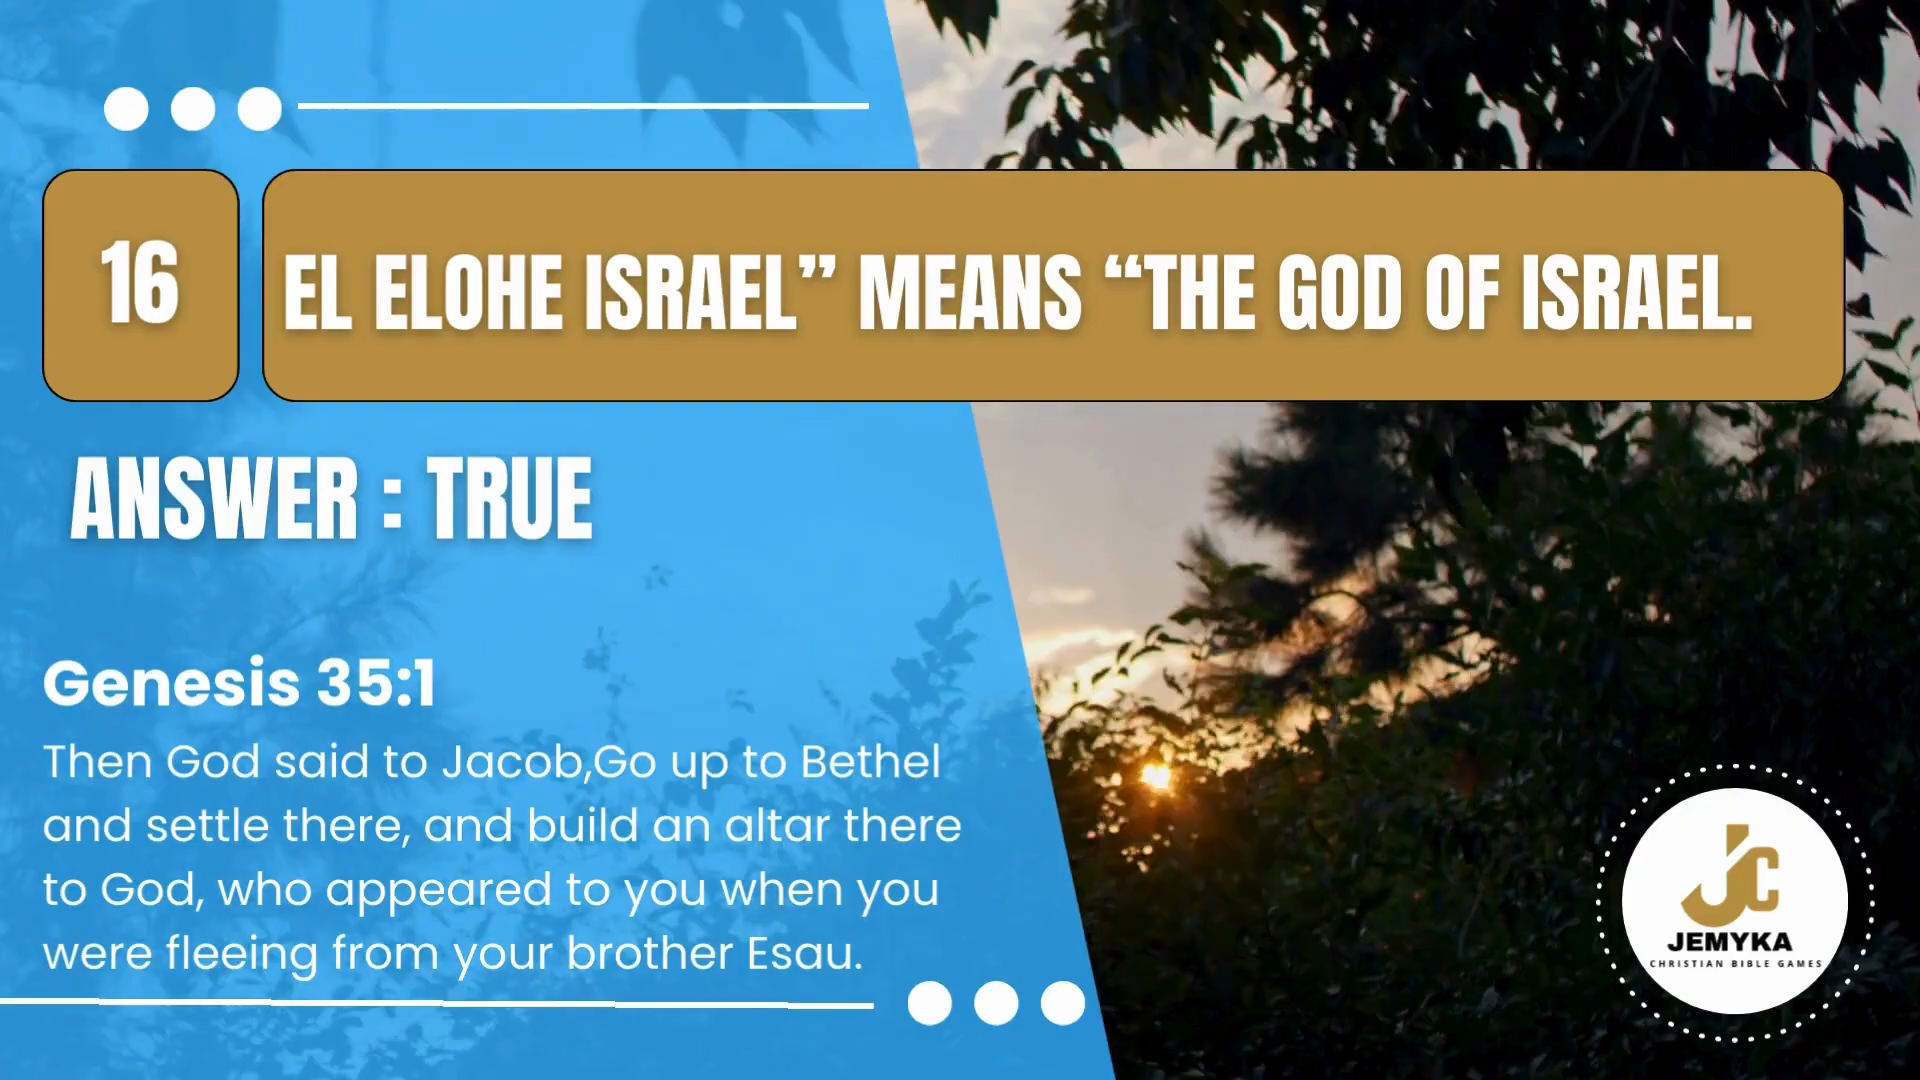 16
EL ELOHE ISRAEL” MEANS “THE GOD OF ISRAEL.
ANSWER : TRUE
Genesis 35:1
Then God said to Jacob,Go up to Bethel
and settle there, and build an altar there
to God, who appeared to you when you
were fleeing from your brother Esau.
JC
JEMYKA
CHRISTIAN BIBLE GAMES